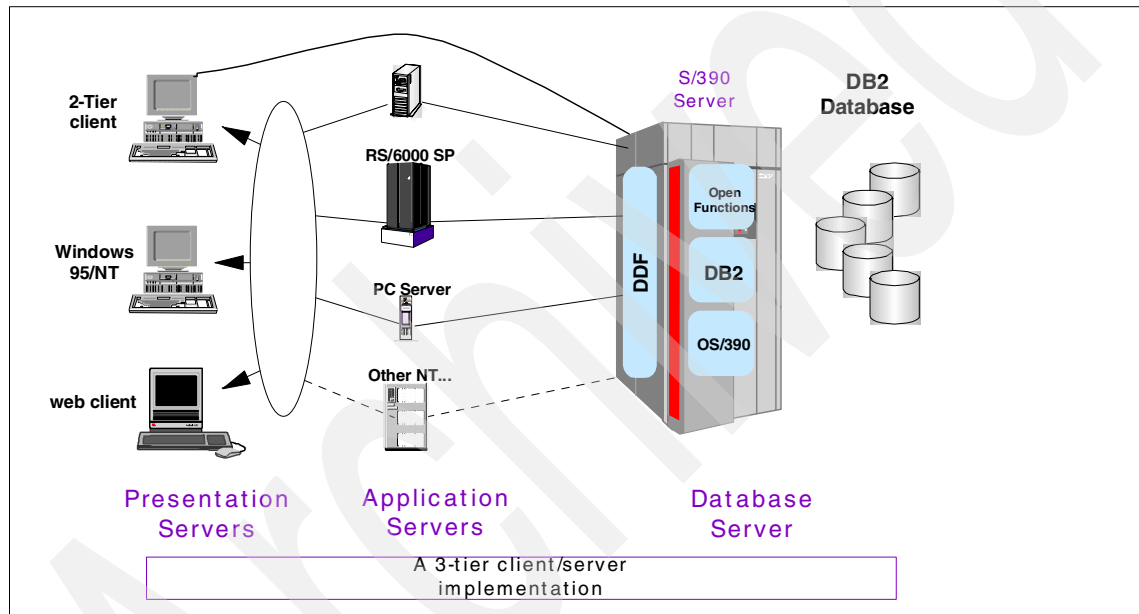 2-Tier
client
Windows
95/NT
web client
RS/6000 SP
PC Server
Other NT...
S/390
Server
DDF
Open
Functions
DB2
OS/390
DB2
Database
Presentation
Servers
Application
Servers
Database
Server
A 3-tier client/server
implementation
Archived